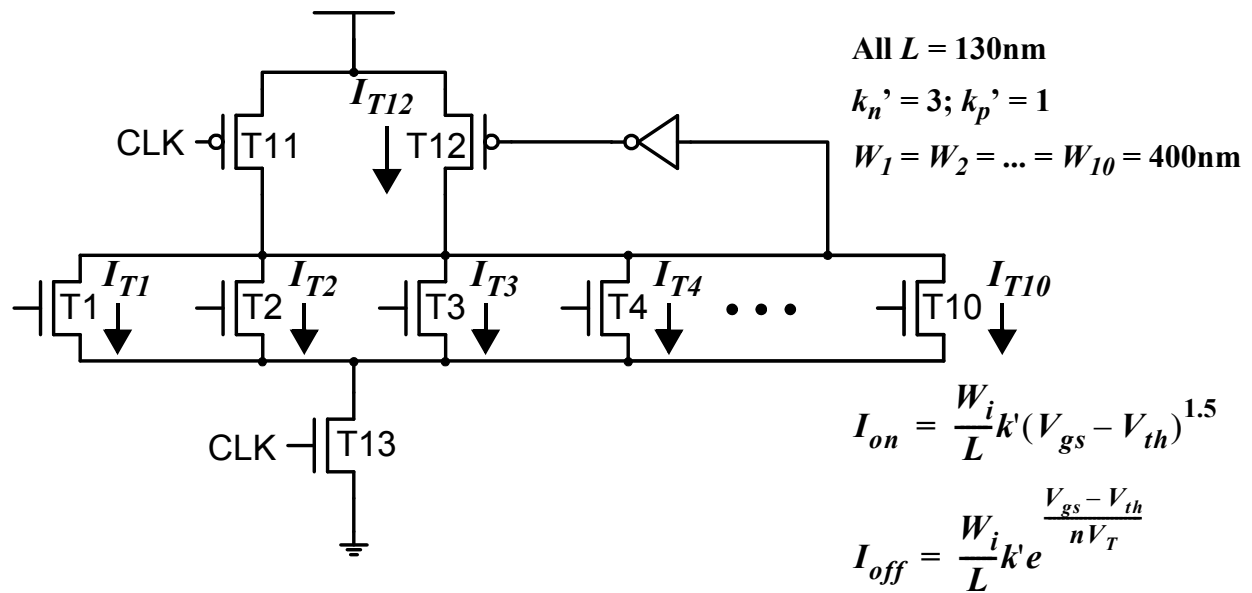 All L = 130nm
k_n' = 3; k_p' = 1
W_1 = W_2 = ... = W_10 = 400nm
I_T12
CLK T11 T12
I_T1 I_T2 I_T3 I_T4 I_T10
T1 T2 T3 T4 • • • T10
CLK T13
I_on = W_i/L k'(V_gs – V_th)^1.5
I_off = W_i/L k'e^((V_gs – V_th)/(nV_T))